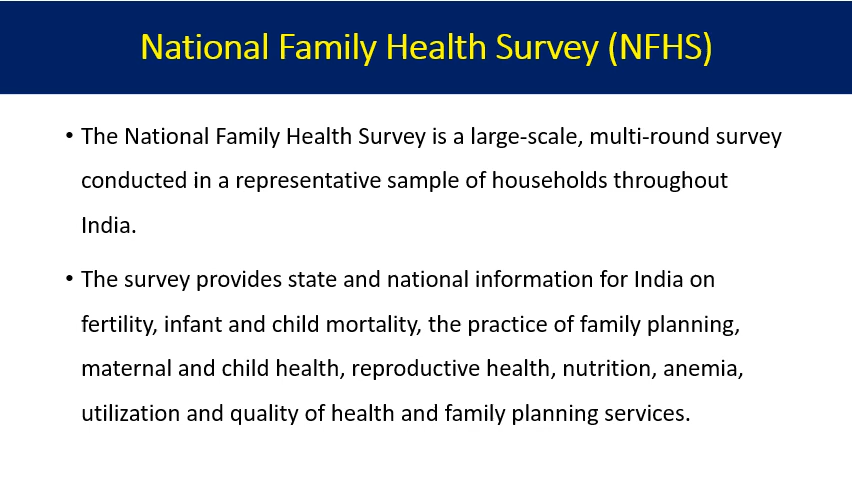 National Family Health Survey (NFHS)
• The National Family Health Survey is a large-scale, multi-round survey
conducted in a representative sample of households throughout
India.
• The survey provides state and national information for India on
fertility, infant and child mortality, the practice of family planning,
maternal and child health, reproductive health, nutrition, anemia,
utilization and quality of health and family planning services.